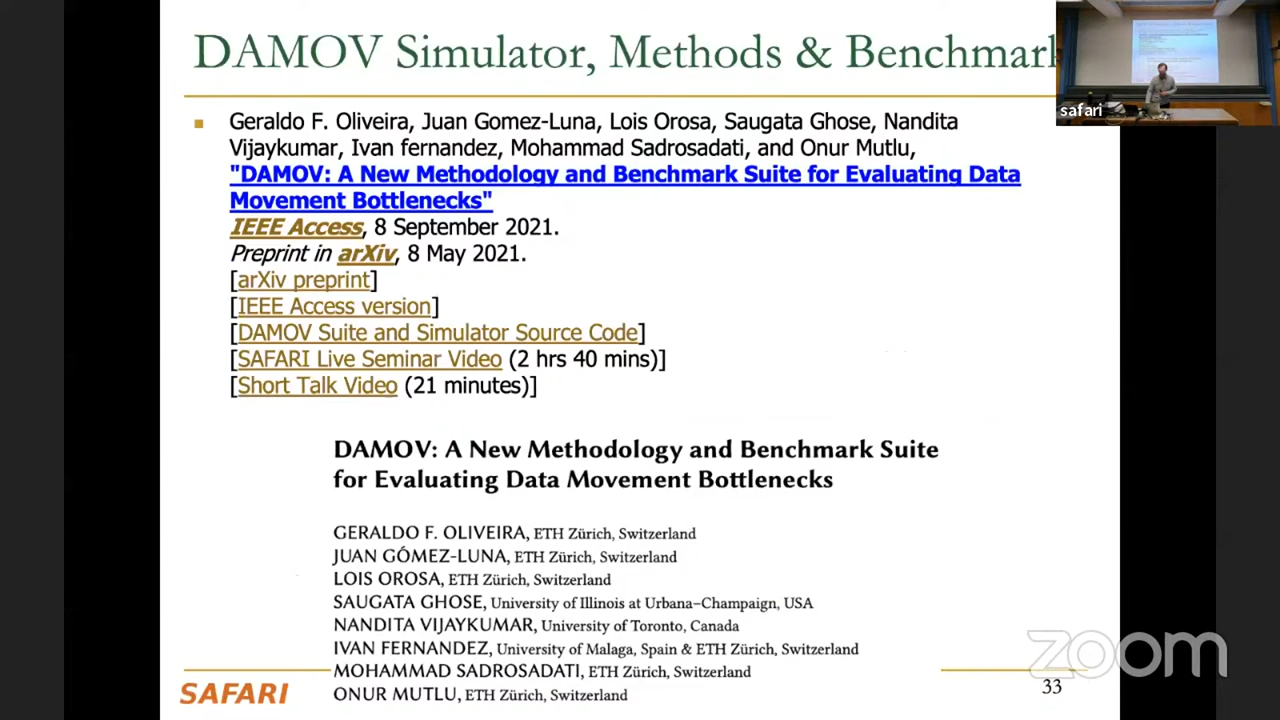 DAMOV Simulator, Methods & Benchmark
safari
Geraldo F. Oliveira, Juan Gomez-Luna, Lois Orosa, Saugata Ghose, Nandita
Vijaykumar, Ivan fernandez, Mohammad Sadrosadati, and Onur Mutlu,
"DAMOV: A New Methodology and Benchmark Suite for Evaluating Data
Movement Bottlenecks"
IEEE Access, 8 September 2021.
Preprint in arXiv, 8 May 2021.
[arXiv preprint]
[IEEE Access version]
[DAMOV Suite and Simulator Source Code]
[SAFARI Live Seminar Video (2 hrs 40 mins)]
[Short Talk Video (21 minutes)]
DAMOV: A New Methodology and Benchmark Suite
for Evaluating Data Movement Bottlenecks
GERALDO F. OLIVEIRA, ETH Zürich, Switzerland
JUAN GÓMEZ-LUNA, ETH Zürich, Switzerland
LOIS OROSA, ETH Zürich, Switzerland
SAUGATA GHOSE, University of Illinois at Urbana–Champaign, USA
NANDITA VIJAYKUMAR, University of Toronto, Canada
IVAN FERNANDEZ, University of Malaga, Spain & ETH Zürich, Switzerland
MOHAMMAD SADROSADATI, ETH Zürich, Switzerland
ONUR MUTLU, ETH Zürich, Switzerland
SAFARI
33
zoom